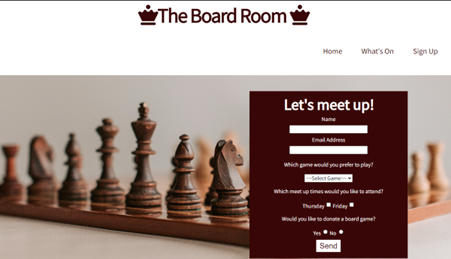 The Board Room
Home What's On Sign Up
Let's meet up!
Name
Email Address
Which game would you prefer to play?
---Select Game---
Which meet up times would you like to attend?
Thursday Friday
Would you like to donate a board game?
Yes No
Send